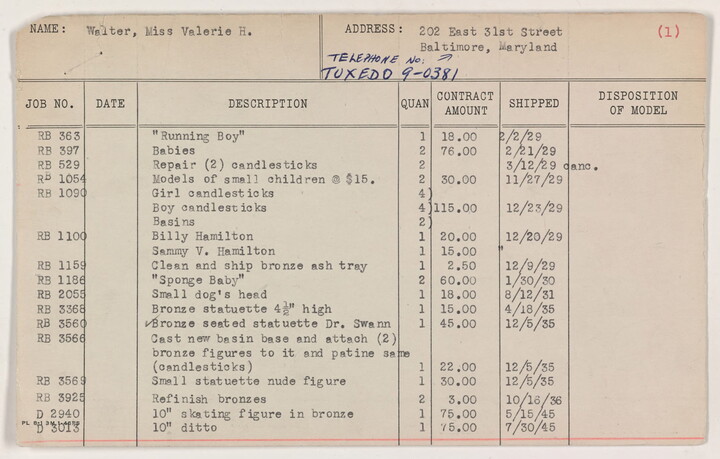 NAME: Walter, Miss Valerie H. ADDRESS: 202 East 31st Street (1)
Baltimore, Maryland
TELEPHONE No: →
TUXEDO 9-0381
JOB NO. DATE DESCRIPTION QUAN CONTRACT AMOUNT SHIPPED DISPOSITION OF MODEL
RB 363 "Running Boy" 1 18.00 2/2/29
RB 397 Babies 2 76.00 2/21/29
RB 529 Repair (2) candlesticks 2 3/12/29 canc.
RB 1054 Models of small children @ $15. 2 30.00 11/27/29
RB 1090 Girl candlesticks 4)
Boy candlesticks 4)115.00 12/23/29
Basins 2)
RB 1100 Billy Hamilton 1 20.00 12/20/29
Sammy V. Hamilton 1 15.00 "
RB 1159 Clean and ship bronze ash tray 1 2.50 12/9/29
RB 1186 "Sponge Baby" 2 60.00 1/30/30
RB 2055 Small dog's head 1 18.00 8/12/31
RB 3368 Bronze statuette 4½" high 1 15.00 4/18/35
RB 3560 ✓Bronze seated statuette Dr. Swann 1 45.00 12/5/35
RB 3566 Cast new basin base and attach (2)
bronze figures to it and patine same
(candlesticks) 1 22.00 12/5/35
RB 3569 Small statuette nude figure 1 30.00 12/5/35
RB 3925 Refinish bronzes 2 3.00 10/16/36
D 2940 10" skating figure in bronze 1 75.00 5/15/45
D 3013 10" ditto 1 75.00 7/30/45